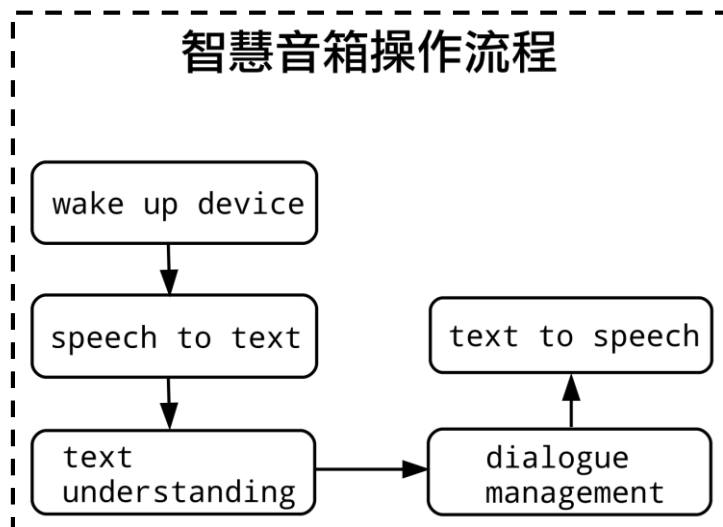 智慧音箱操作流程
wake up device
speech to text
text
understanding
dialogue
management
text to speech